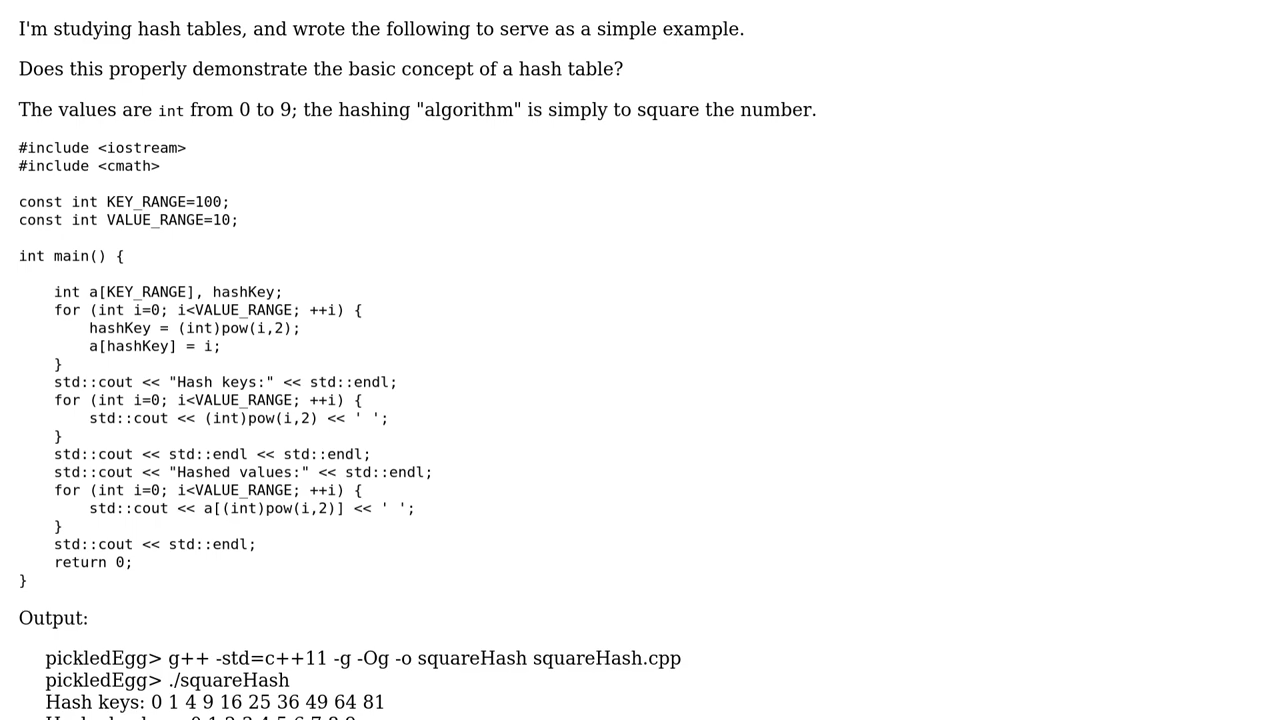 I'm studying hash tables, and wrote the following to serve as a simple example.
Does this properly demonstrate the basic concept of a hash table?
The values are int from 0 to 9; the hashing "algorithm" is simply to square the number.
#include <iostream>
#include <cmath>
const int KEY_RANGE=100;
const int VALUE_RANGE=10;
int main() {
    int a[KEY_RANGE], hashKey;
    for (int i=0; i<VALUE_RANGE; ++i) {
        hashKey = (int)pow(i,2);
        a[hashKey] = i;
    }
    std::cout << "Hash keys:" << std::endl;
    for (int i=0; i<VALUE_RANGE; ++i) {
        std::cout << (int)pow(i,2) << ' ';
    }
    std::cout << std::endl << std::endl;
    std::cout << "Hashed values:" << std::endl;
    for (int i=0; i<VALUE_RANGE; ++i) {
        std::cout << a[(int)pow(i,2)] << ' ';
    }
    std::cout << std::endl;
    return 0;
}
Output:
pickledEgg> g++ -std=c++11 -g -Og -o squareHash squareHash.cpp
pickledEgg> ./squareHash
Hash keys: 0 1 4 9 16 25 36 49 64 81